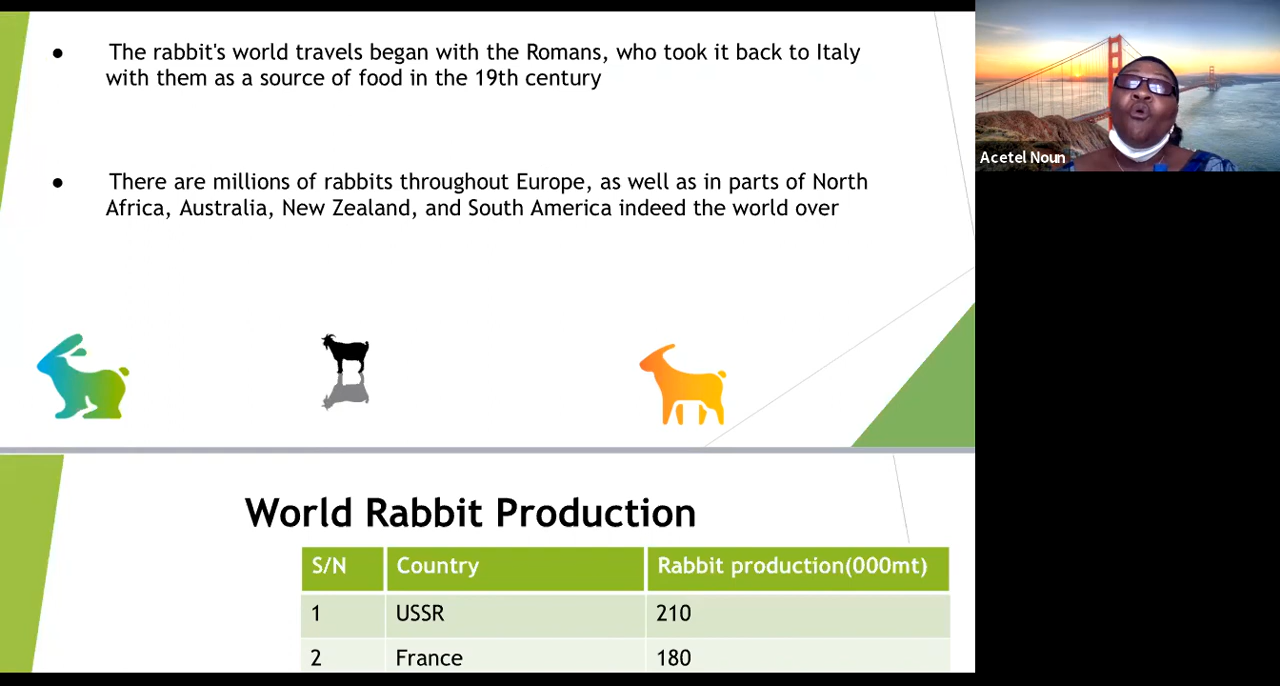 ● The rabbit's world travels began with the Romans, who took it back to Italy
with them as a source of food in the 19th century
● There are millions of rabbits throughout Europe, as well as in parts of North
Africa, Australia, New Zealand, and South America indeed the world over
Acetel Noun
World Rabbit Production
S/N Country Rabbit production(000mt)
1 USSR 210
2 France 180